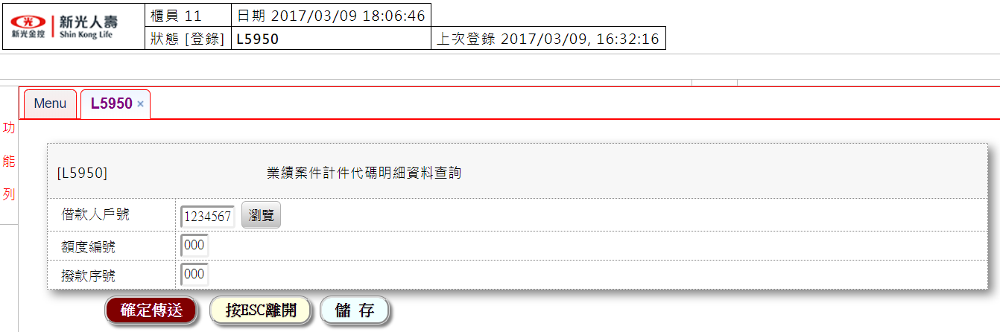 新光金控 新光人壽 Shin Kong Life
櫃員 11 日期 2017/03/09 18:06:46
狀態 [登錄] L5950 上次登錄 2017/03/09, 16:32:16
Menu L5950 ×
功
能
列
[L5950] 業績案件計件代碼明細資料查詢
借款人戶號 1234567 瀏覽
額度編號 000
撥款序號 000
確定傳送 按ESC離開 儲 存